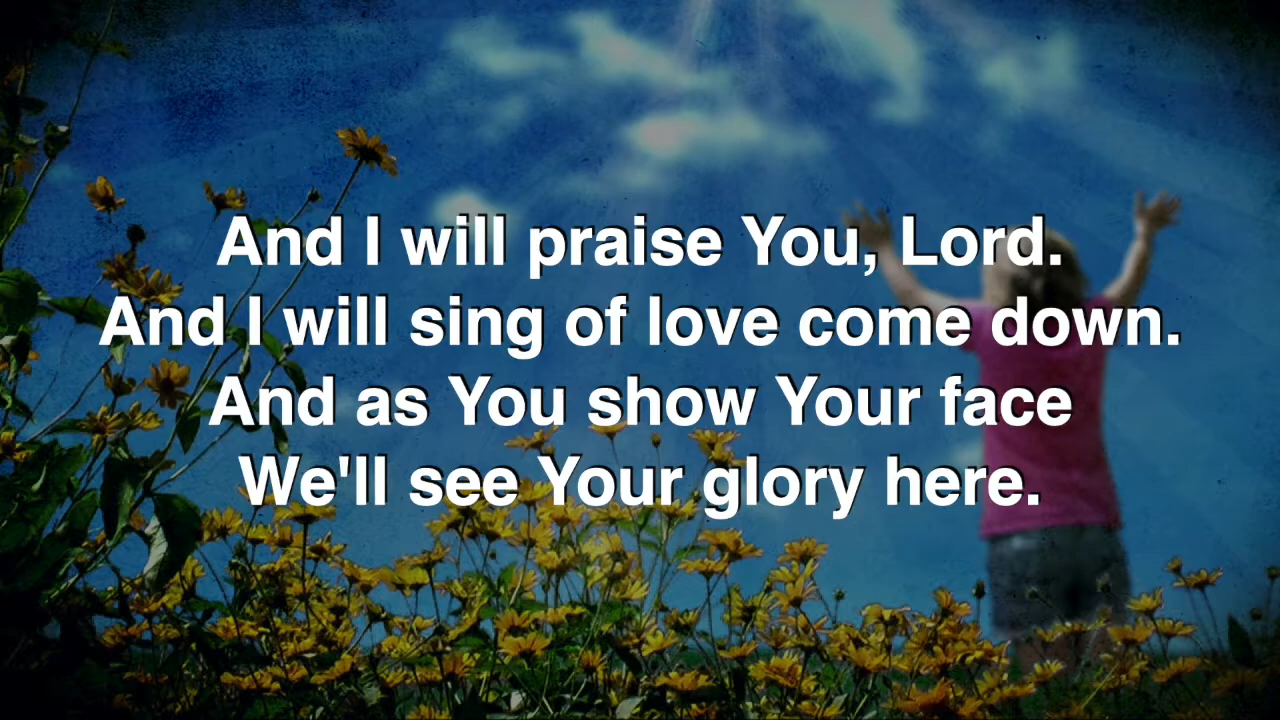 And I will praise You, Lord.
And I will sing of love come down.
And as You show Your face
We'll see Your glory here.